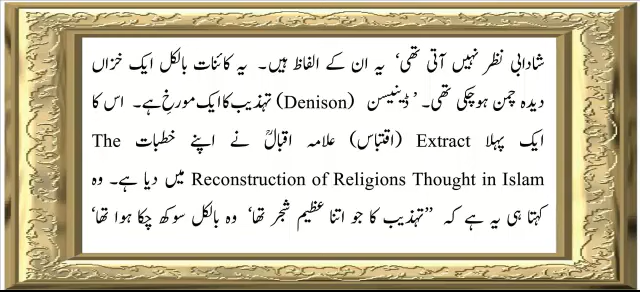 شادابی نظر نہیں آتی تھی‘ یہ ان کے الفاظ ہیں۔ یہ کائنات بالکل ایک خزاں
دیدہ چمن ہوچکی تھی۔ ’ڈینیسن (Denison) تہذیب کا ایک مورخ ہے۔ اس کا
ایک پہلا Extract (اقتباس) علامہ اقبالؒ نے اپنے خطبات The
Reconstruction of Religions Thought in Islam میں دیا ہے۔ وہ
کہتا ہی یہ ہے کہ ”تہذیب کا جو اتنا عظیم شجر تھا‘ وہ بالکل سوکھ چکا ہوا تھا‘